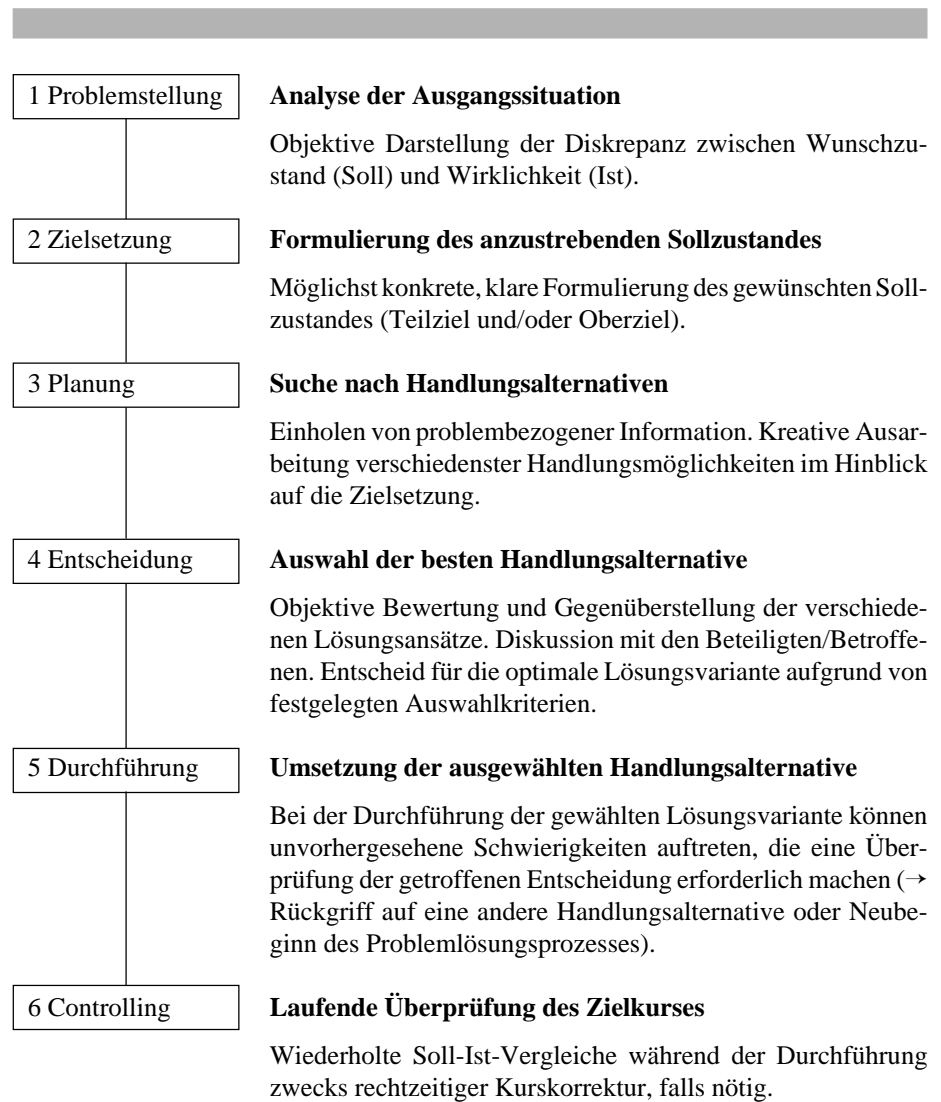 1 Problemstellung Analyse der Ausgangssituation
Objektive Darstellung der Diskrepanz zwischen Wunschzu-
stand (Soll) und Wirklichkeit (Ist).
2 Zielsetzung Formulierung des anzustrebenden Sollzustandes
Möglichst konkrete, klare Formulierung des gewünschten Soll-
zustandes (Teilziel und/oder Oberziel).
3 Planung Suche nach Handlungsalternativen
Einholen von problembezogener Information. Kreative Ausar-
beitung verschiedenster Handlungsmöglichkeiten im Hinblick
auf die Zielsetzung.
4 Entscheidung Auswahl der besten Handlungsalternative
Objektive Bewertung und Gegenüberstellung der verschiede-
nen Lösungsansätze. Diskussion mit den Beteiligten/Betroffe-
nen. Entscheid für die optimale Lösungsvariante aufgrund von
festgelegten Auswahlkriterien.
5 Durchführung Umsetzung der ausgewählten Handlungsalternative
Bei der Durchführung der gewählten Lösungsvariante können
unvorhergesehene Schwierigkeiten auftreten, die eine Über-
prüfung der getroffenen Entscheidung erforderlich machen (→
Rückgriff auf eine andere Handlungsalternative oder Neube-
ginn des Problemlösungsprozesses).
6 Controlling Laufende Überprüfung des Zielkurses
Wiederholte Soll-Ist-Vergleiche während der Durchführung
zwecks rechtzeitiger Kurskorrektur, falls nötig.